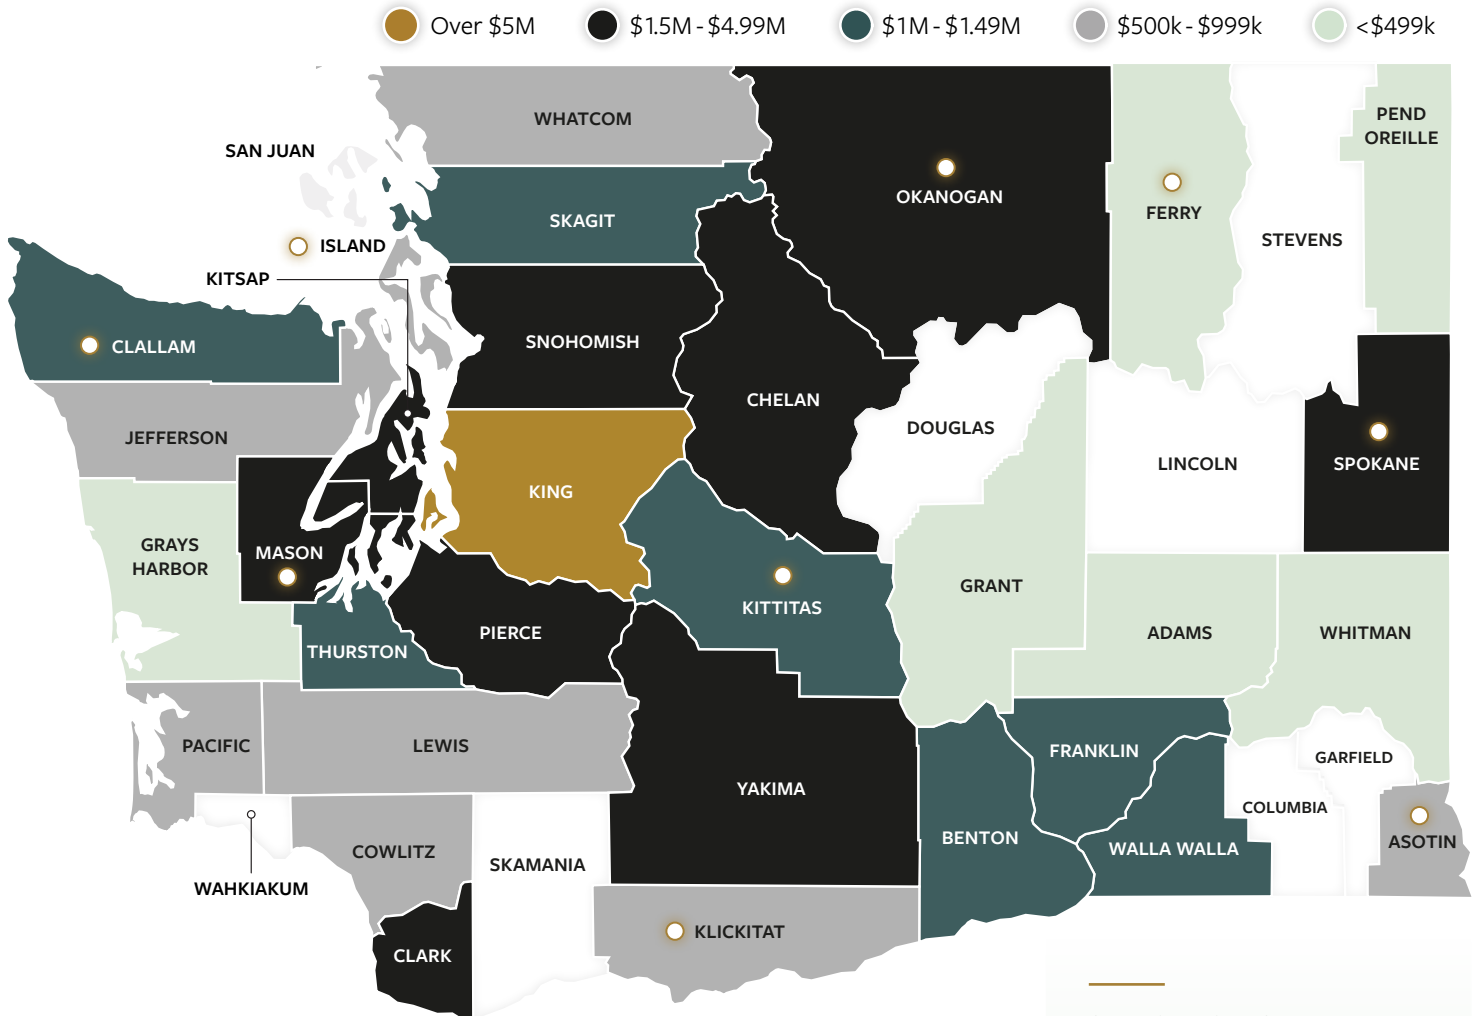 Over $5M
$1.5M - $4.99M
$1M - $1.49M
$500k - $999k
<$499k
WHATCOM
PEND
OREILLE
SAN JUAN
OKANOGAN
FERRY
SKAGIT
STEVENS
ISLAND
KITSAP
SNOHOMISH
CLALLAM
CHELAN
DOUGLAS
JEFFERSON
LINCOLN
SPOKANE
KING
GRAYS
HARBOR
MASON
GRANT
KITTITAS
PIERCE
ADAMS
WHITMAN
THURSTON
PACIFIC
LEWIS
FRANKLIN
GARFIELD
YAKIMA
COLUMBIA
BENTON
ASOTIN
WALLA WALLA
COWLITZ
SKAMANIA
WAHKIAKUM
KLICKITAT
CLARK